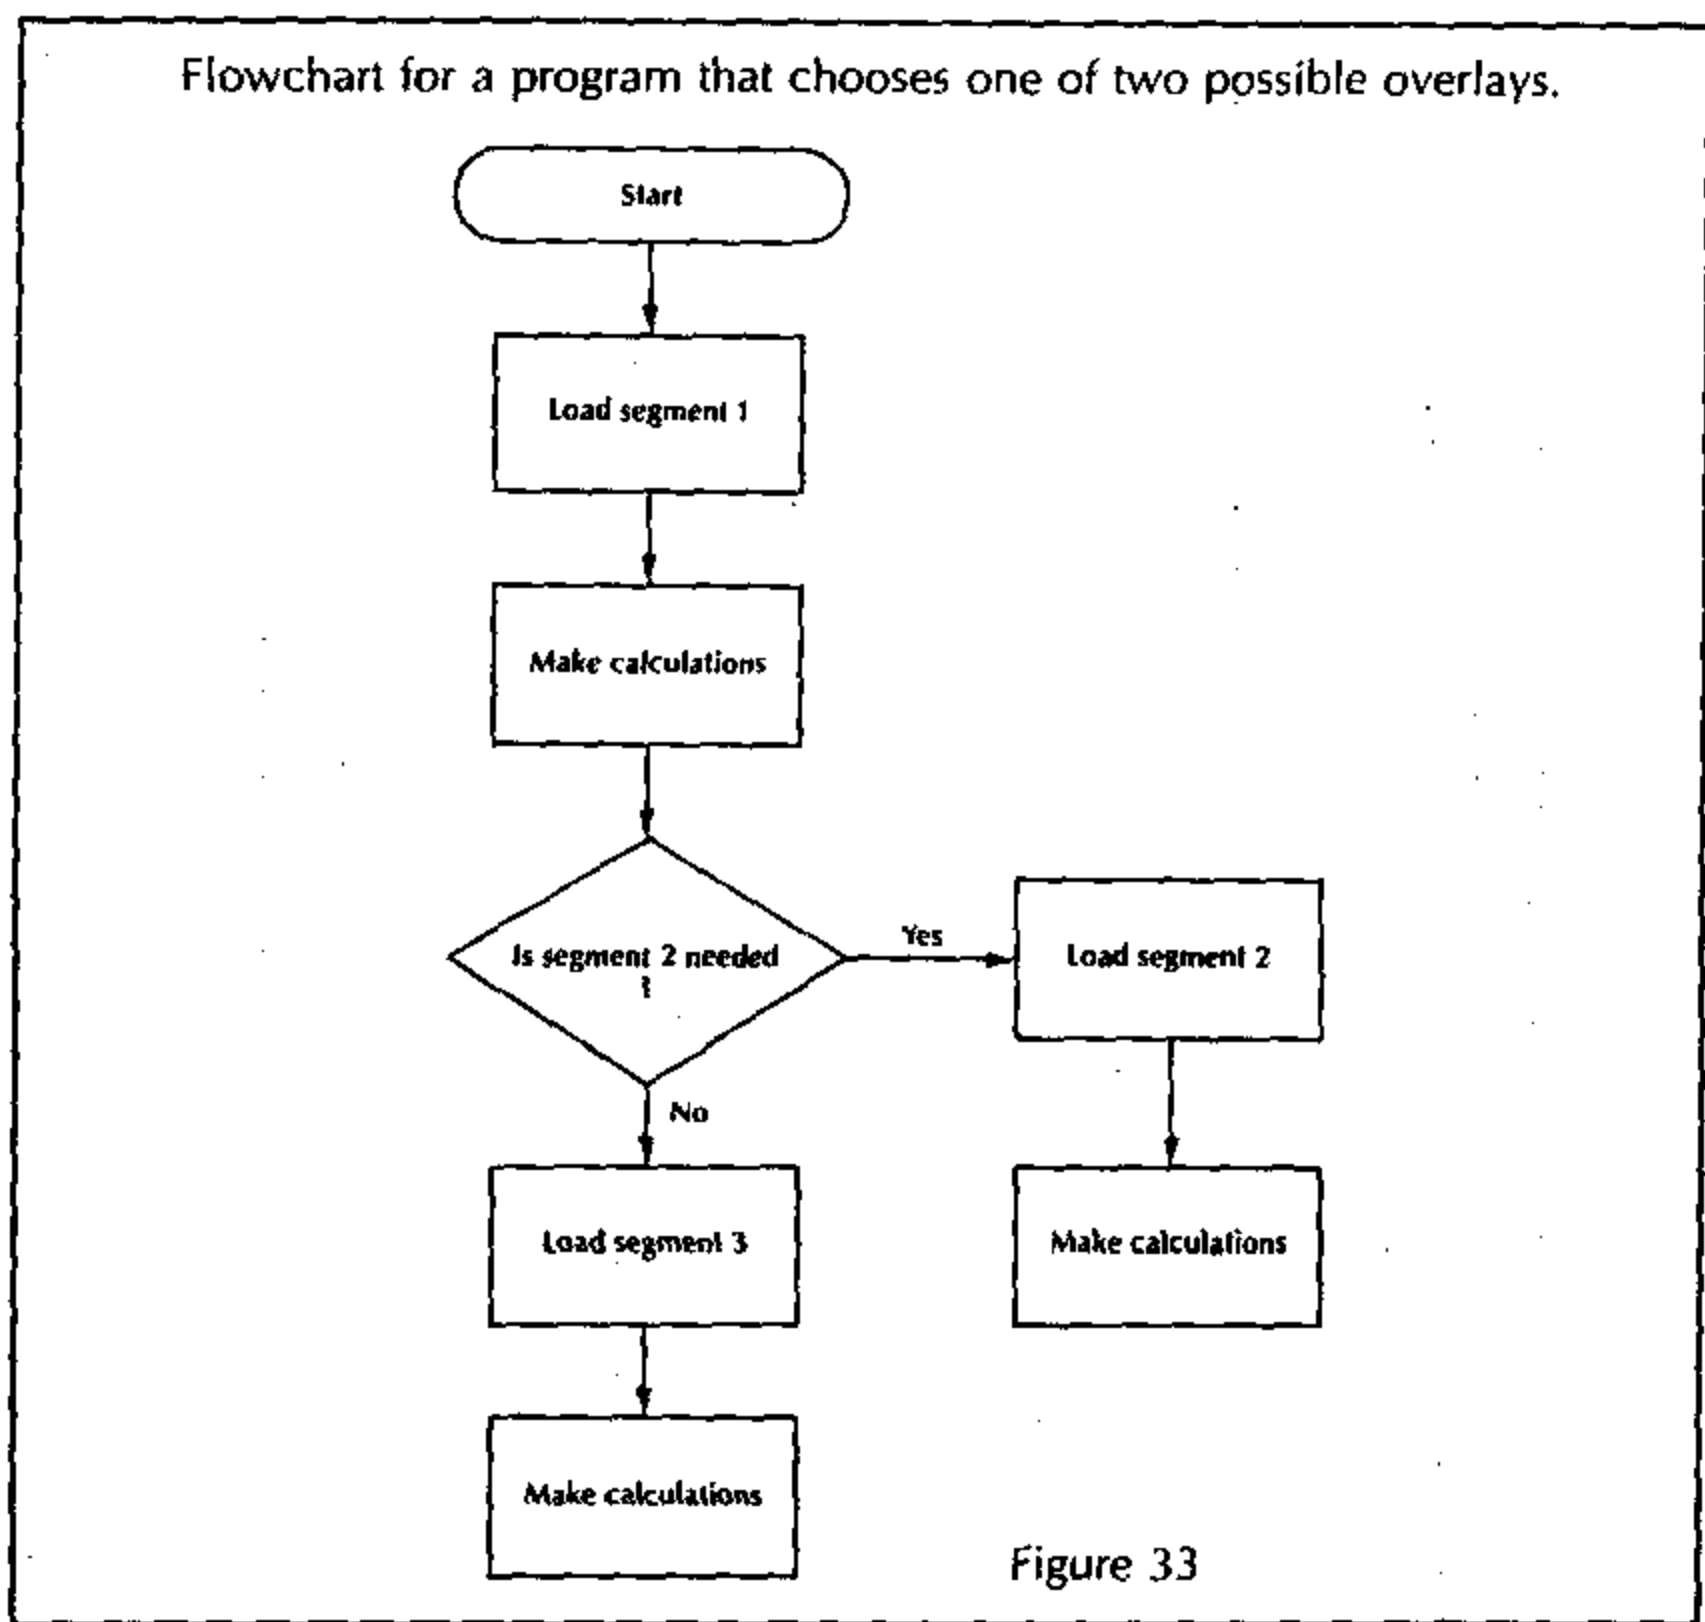 Flowchart for a program that chooses one of two possible overlays.
Start
Load segment 1
Make calculations
Is segment 2 needed
?
Yes
Load segment 2
Make calculations
No
Load segment 3
Make calculations
Figure 33